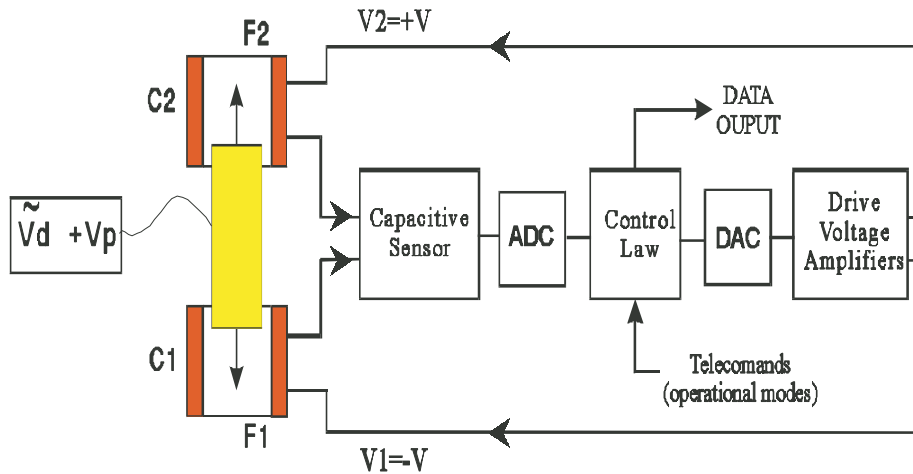 V2=+V
F2
C2
DATA
OUPUT
Ṽd +Vp
Capacitive
Sensor
ADC
Control
Law
DAC
Drive
Voltage
Amplifiers
C1
Telecomands
(operational modes)
F1
V1=-V